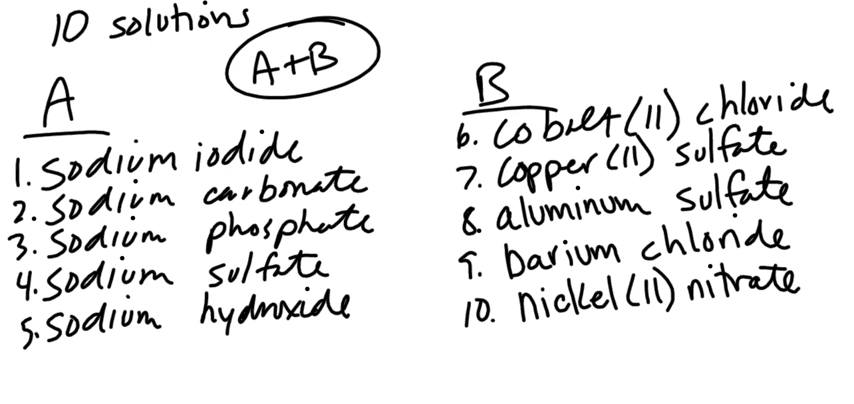 10 solutions
A+B
A
1. Sodium iodide
2. Sodium carbonate
3. Sodium phosphate
4. Sodium sulfate
5. Sodium hydroxide
B
6. Cobalt (II) chloride
7. Copper (II) sulfate
8. aluminum sulfate
9. barium chloride
10. nickel (II) nitrate